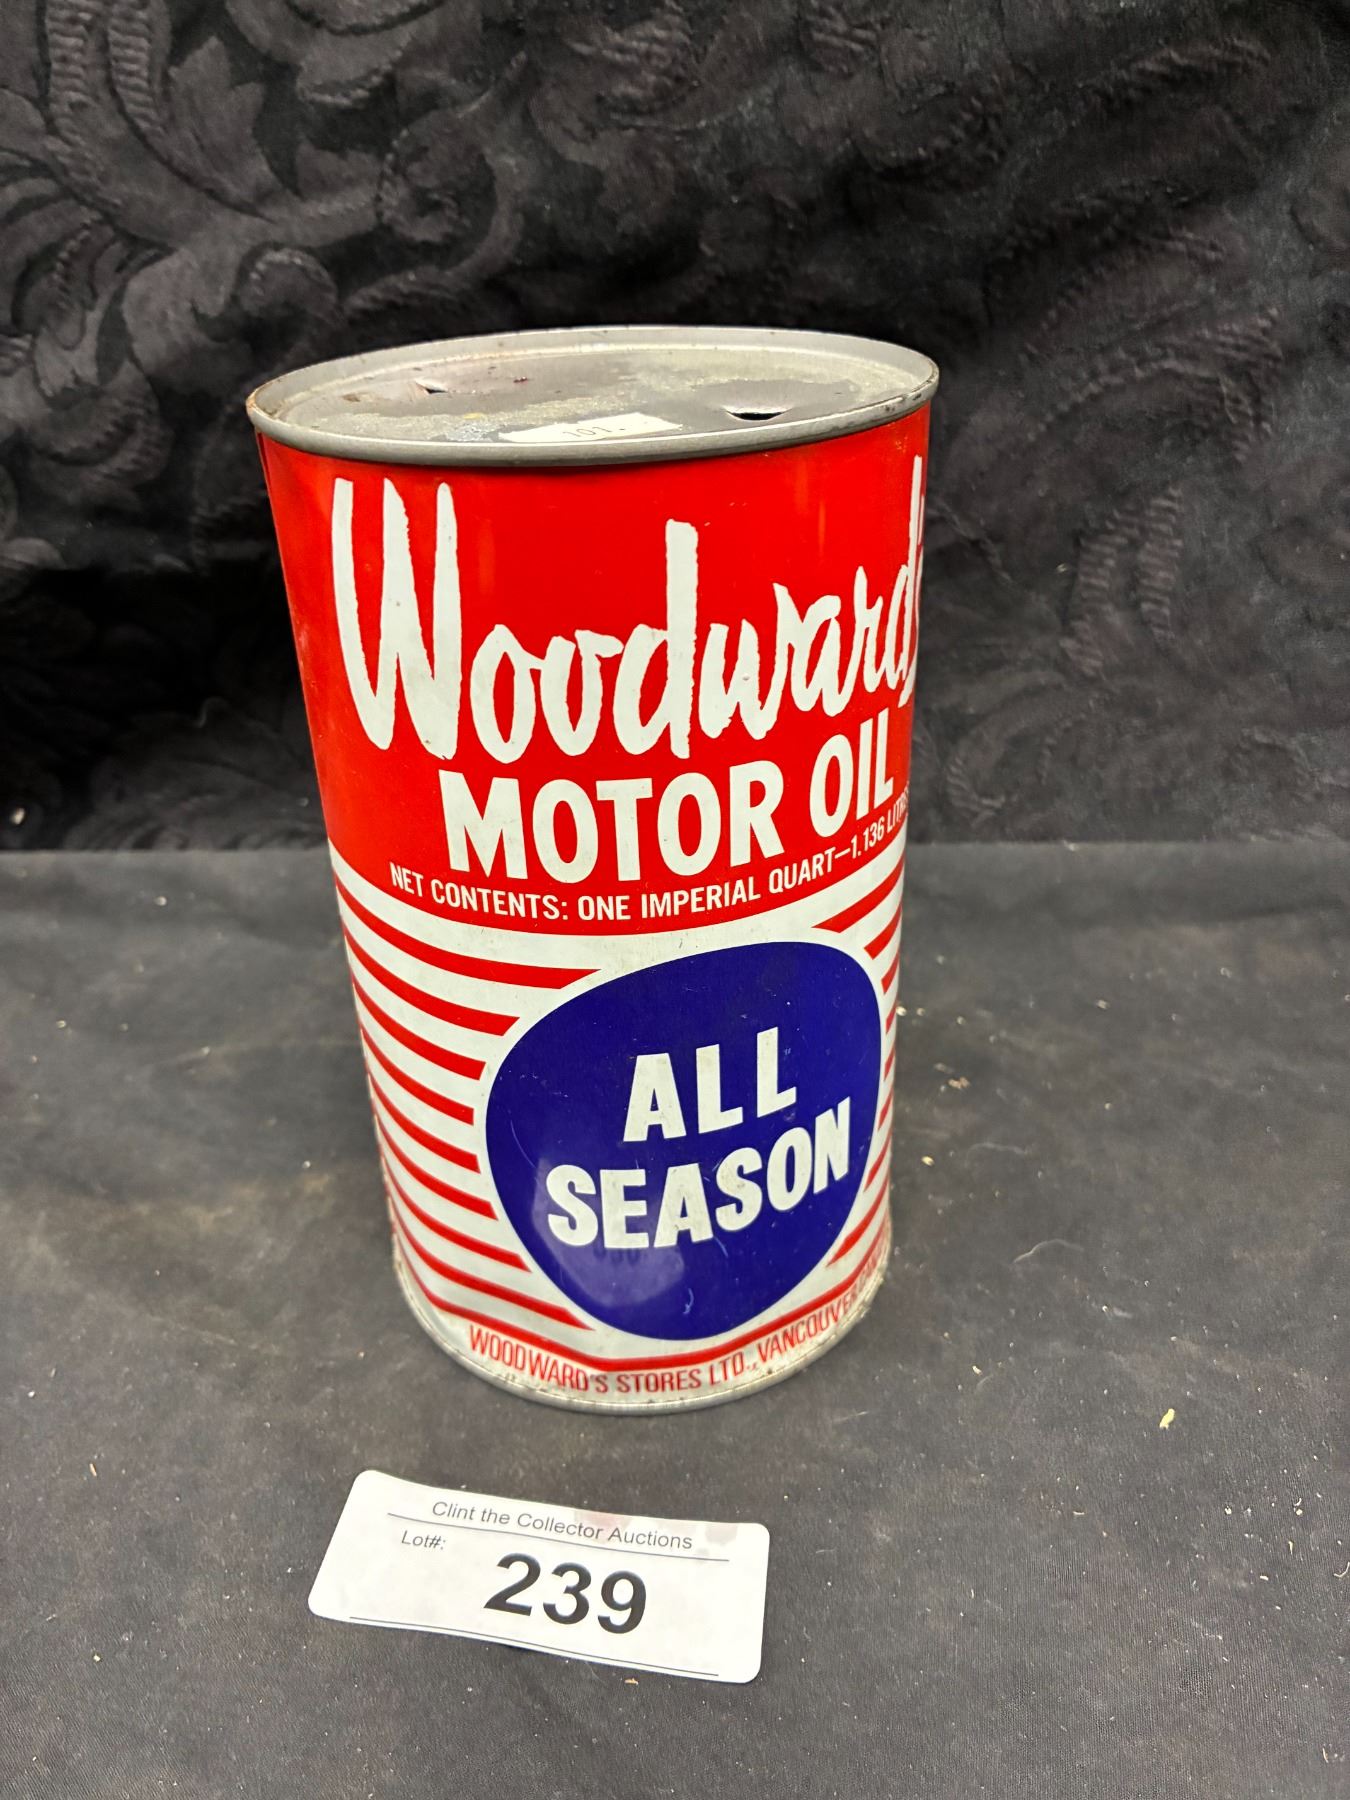 101.
Woodward's
MOTOR OIL
NET CONTENTS: ONE IMPERIAL QUART—1.136
ALL
SEASON
WOODWARD'S STORES LTD., VANCOUVER
Clint the Collector Auctions
Lot#:
239